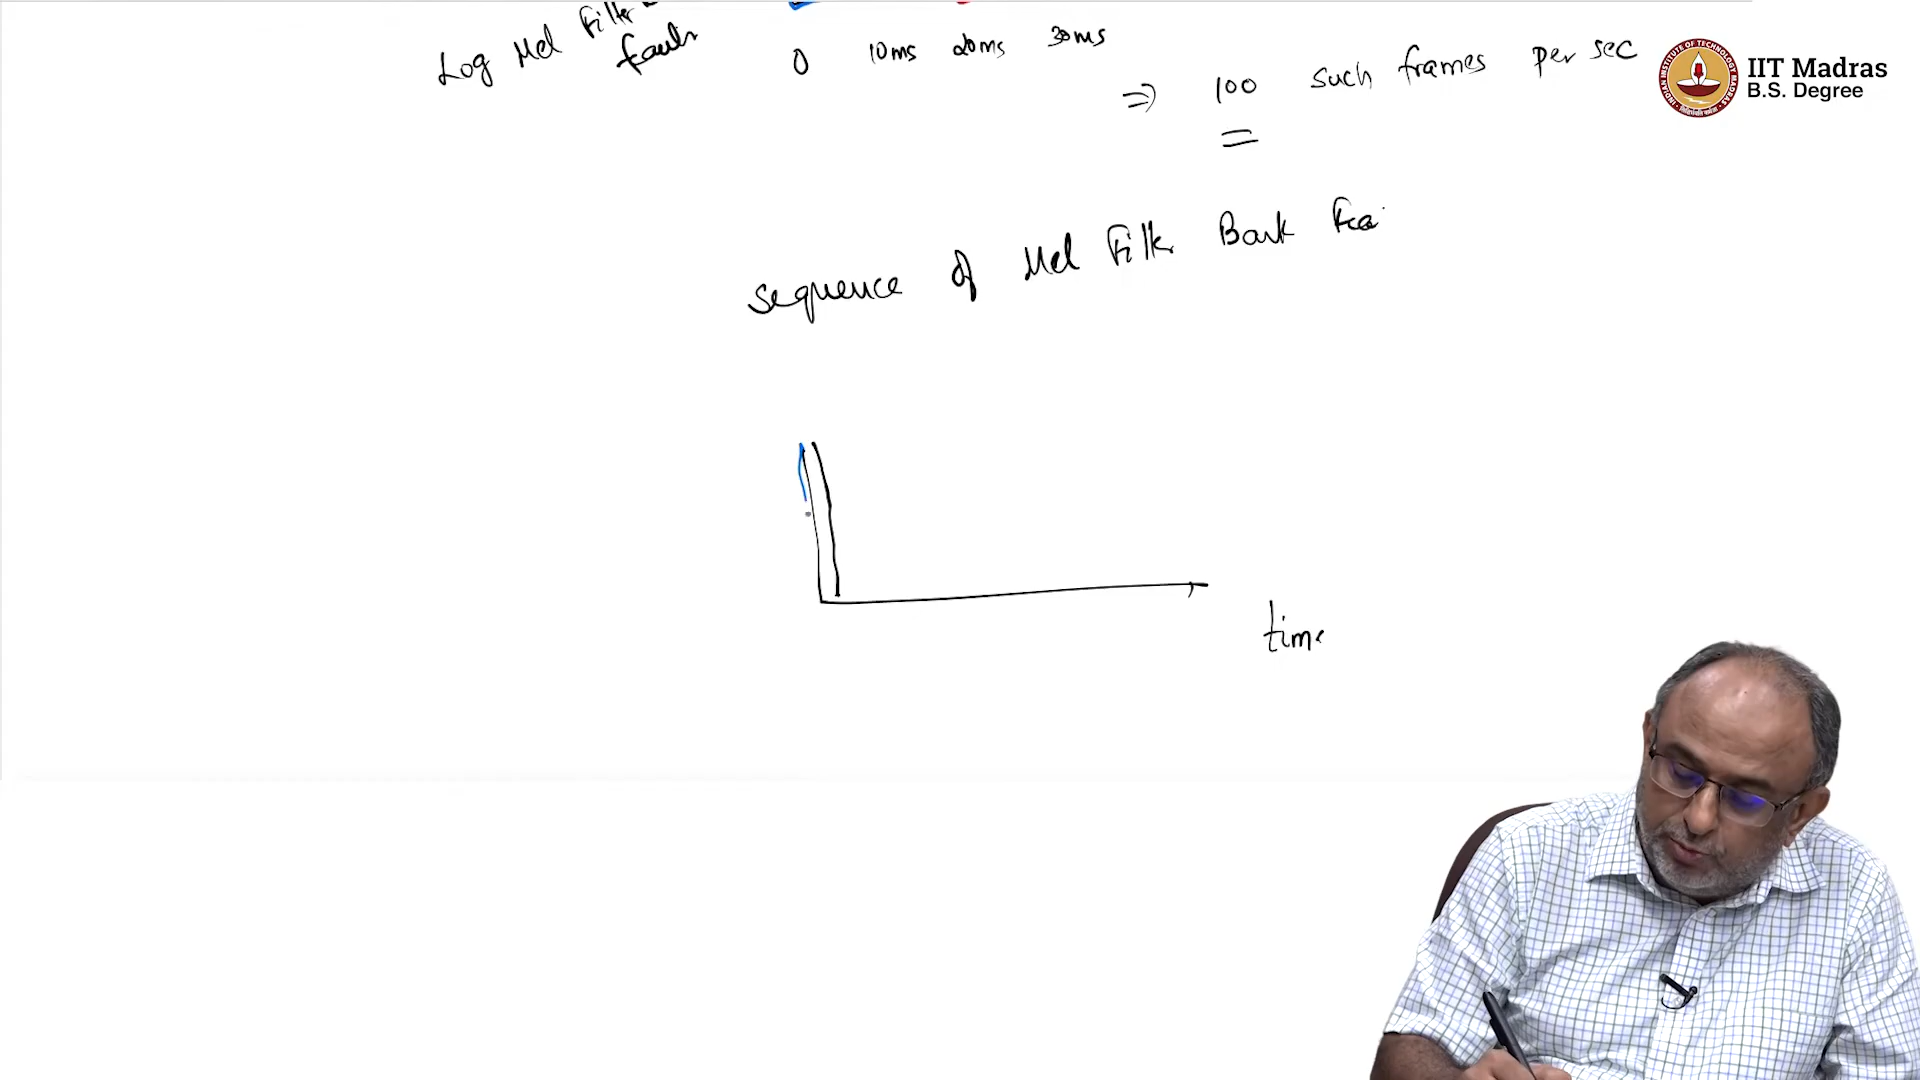 Log Mel Filter
0 10ms 20ms 30ms
=> 100 such frames per sec
IIT Madras
B.S. Degree
sequence of Mel Filter Bank Fea
time